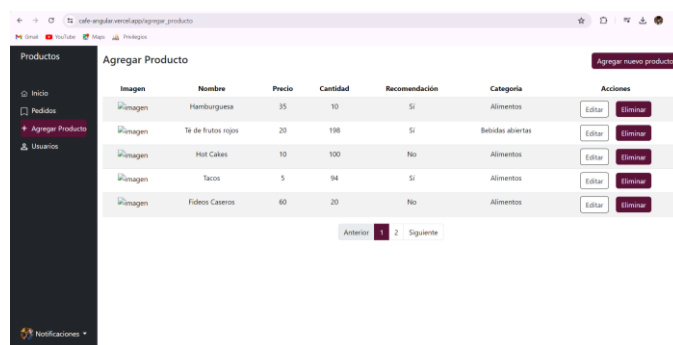 cafe-angular.vercel.app/agregar_producto
Gmail YouTube Maps Privilegios
Productos
Agregar Producto
Agregar nuevo producto
Inicio
Pedidos
Agregar Producto
Usuarios
Imagen Nombre Precio Cantidad Recomendación Categoría Acciones
imagen Hamburguesa 35 10 Sí Alimentos Editar Eliminar
imagen Té de frutos rojos 20 198 Sí Bebidas abiertas Editar Eliminar
imagen Hot Cakes 10 100 No Alimentos Editar Eliminar
imagen Tacos 5 94 Sí Alimentos Editar Eliminar
imagen Fideos Caseros 60 20 No Alimentos Editar Eliminar
Anterior 1 2 Siguiente
Notificaciones